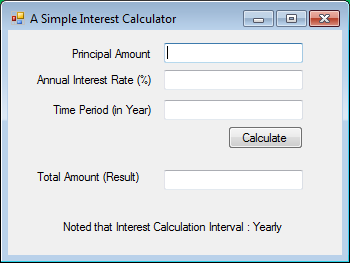 A Simple Interest Calculator
Principal Amount
Annual Interest Rate (%)
Time Period (in Year)
Calculate
Total Amount (Result)
Noted that Interest Calculation Interval : Yearly